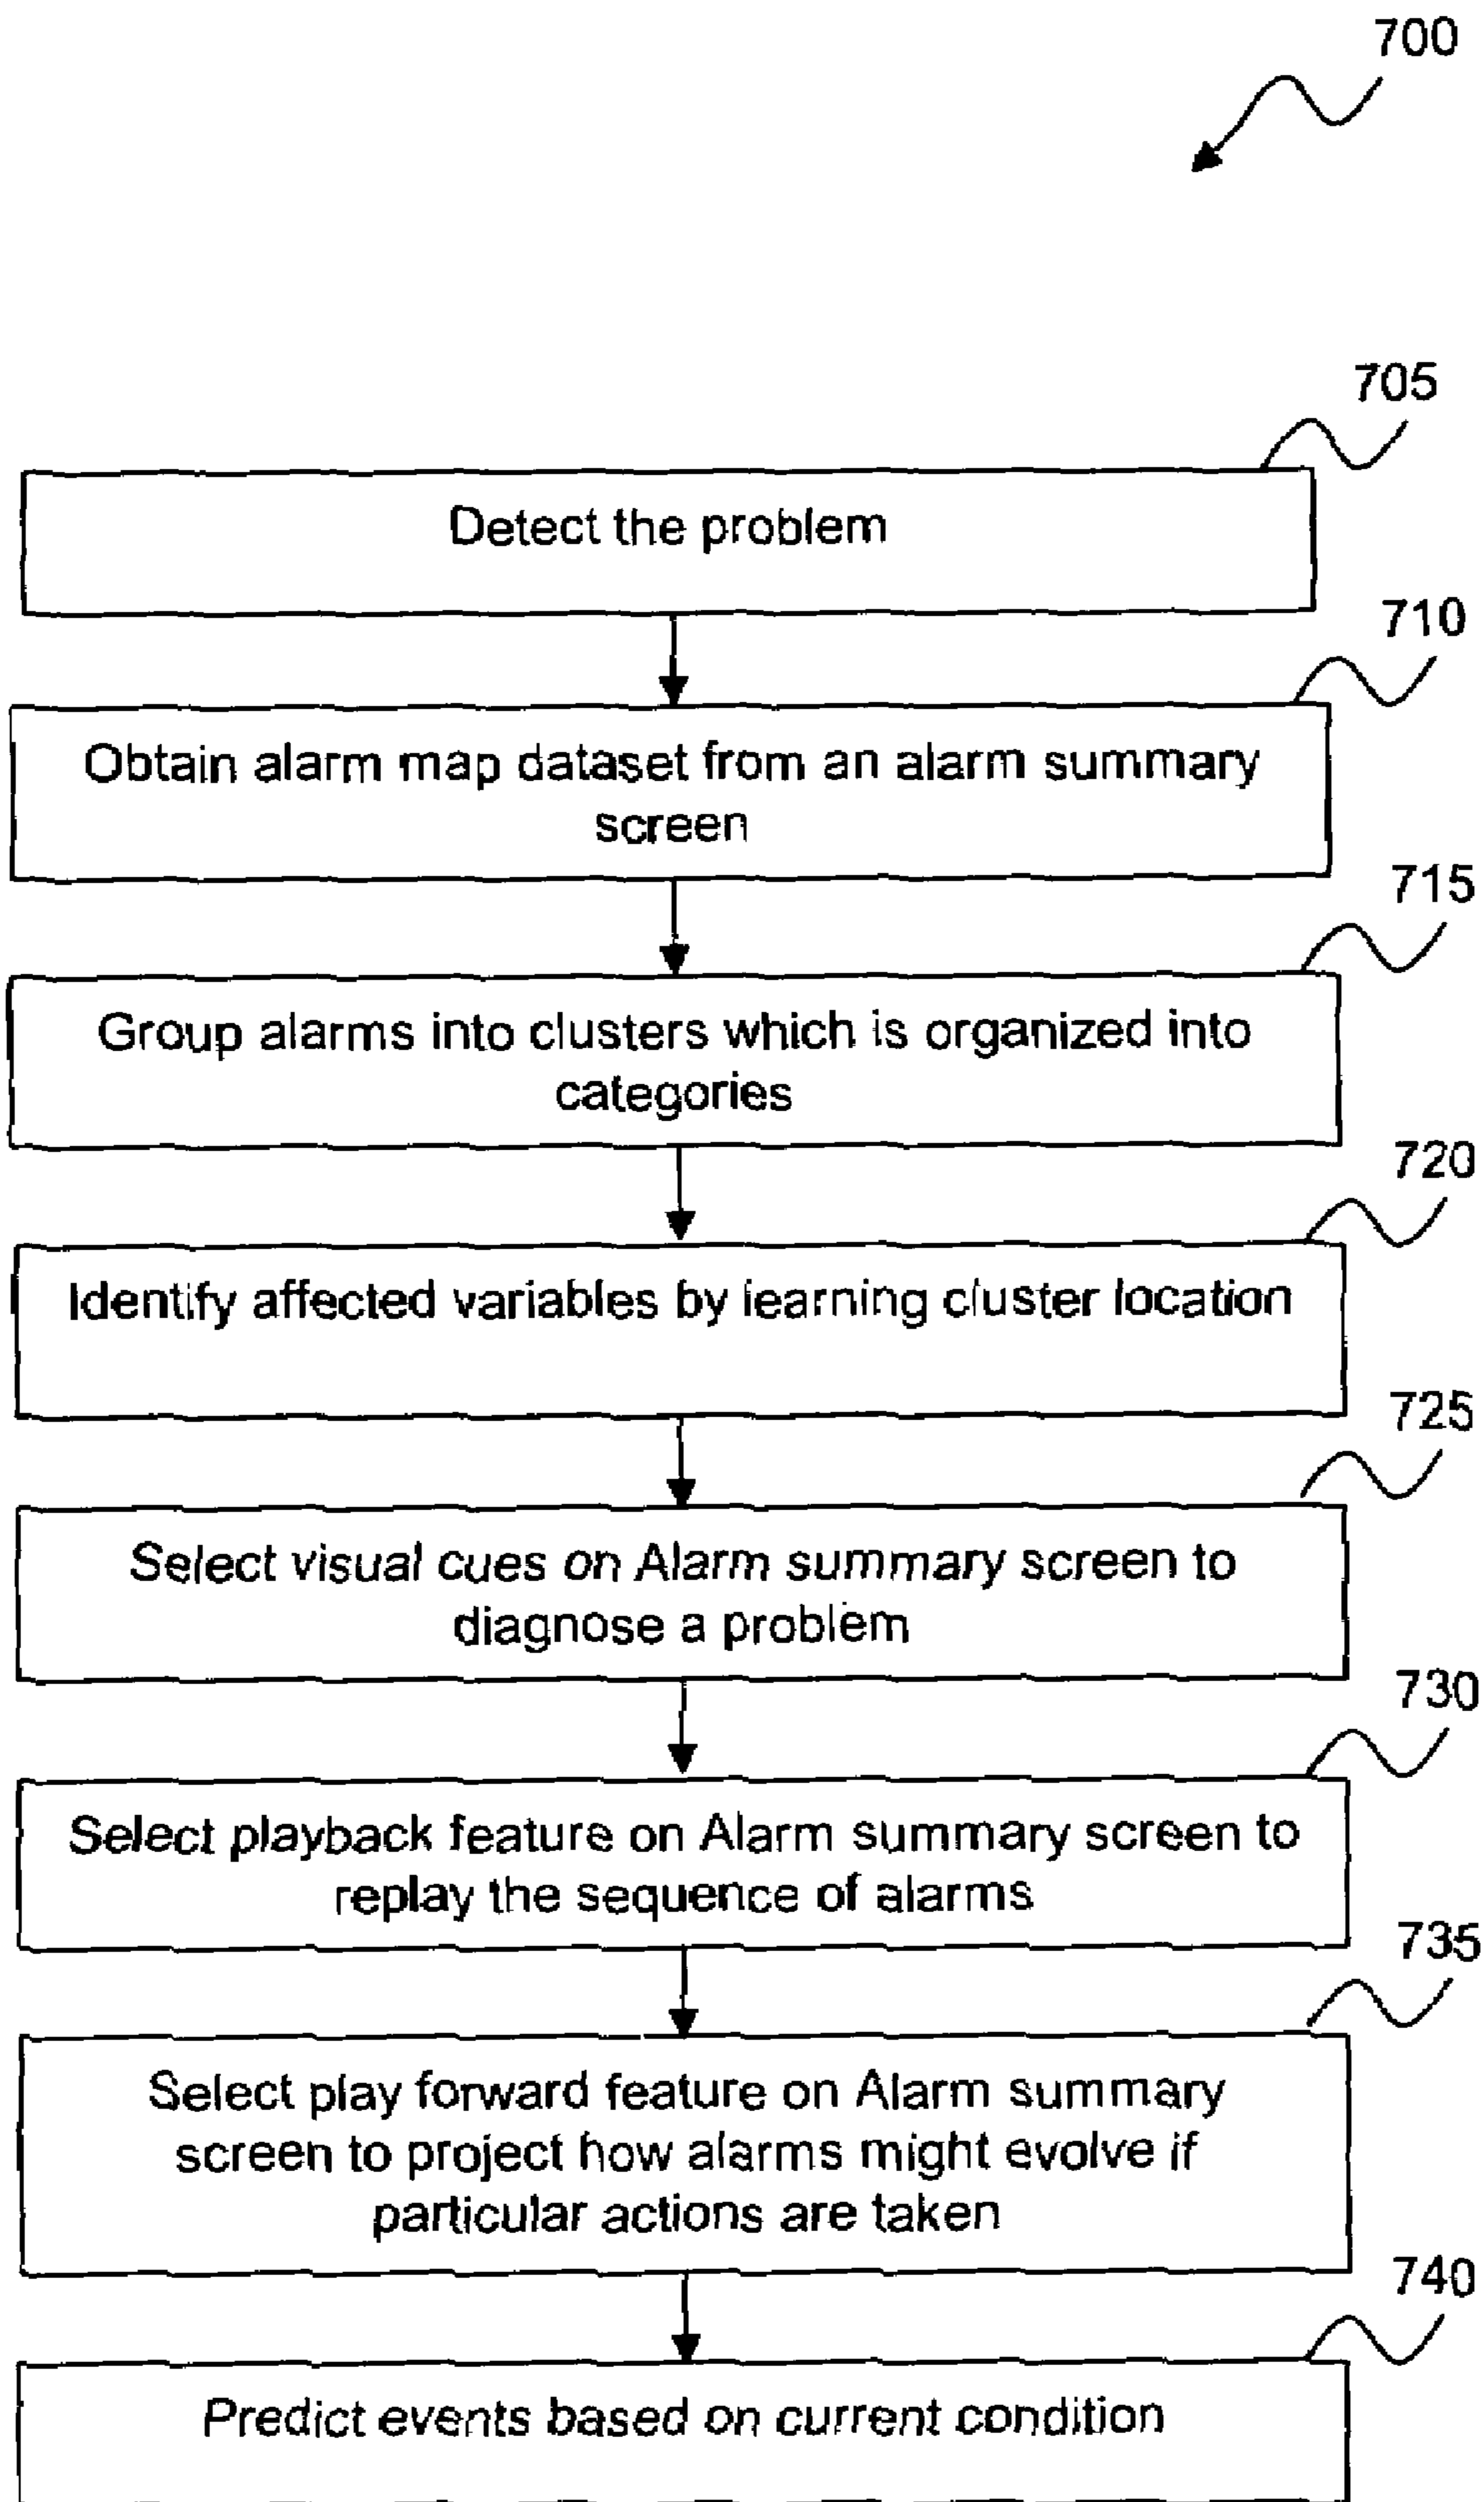 700
705
Detect the problem
710
Obtain alarm map dataset from an alarm summary
screen
715
Group alarms into clusters which is organized into
categories
720
Identify affected variables by learning cluster location
725
Select visual cues on Alarm summary screen to
diagnose a problem
730
Select playback feature on Alarm summary screen to
replay the sequence of alarms
735
Select play forward feature on Alarm summary
screen to project how alarms might evolve if
particular actions are taken
740
Predict events based on current condition